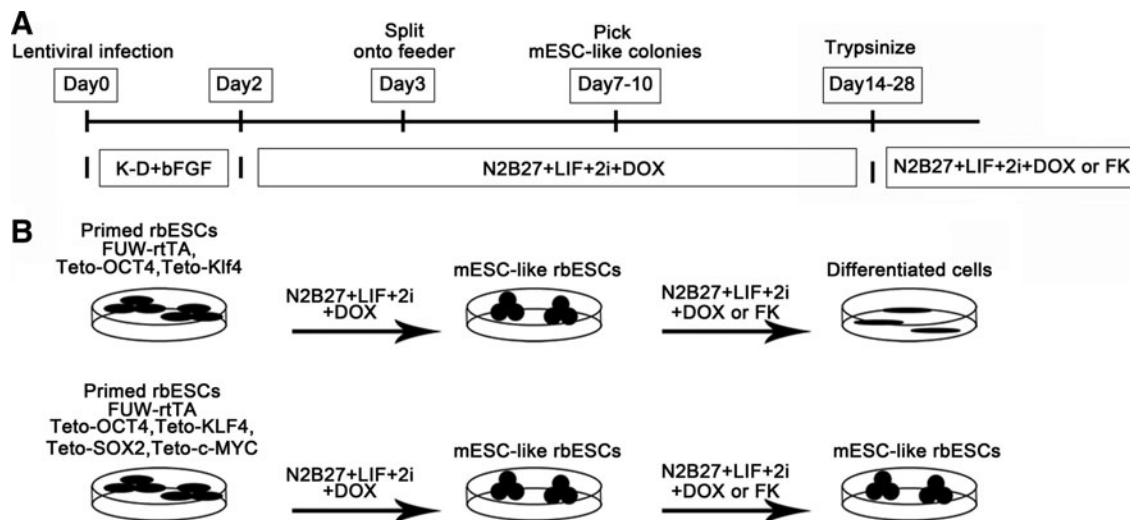 A
Lentiviral infection
Split
onto feeder
Pick
mESC-like colonies
Trypsinize
Day0
Day2
Day3
Day7-10
Day14-28
K-D+bFGF
N2B27+LIF+2i+DOX
N2B27+LIF+2i+DOX or FK
B
Primed rbESCs
FUW-rtTA,
Teto-OCT4,Teto-Klf4
N2B27+LIF+2i
+DOX
mESC-like rbESCs
N2B27+LIF+2i
+DOX or FK
Differentiated cells
Primed rbESCs
FUW-rtTA
Teto-OCT4,Teto-KLF4,
Teto-SOX2,Teto-c-MYC
N2B27+LIF+2i
+DOX
mESC-like rbESCs
N2B27+LIF+2i
+DOX or FK
mESC-like rbESCs